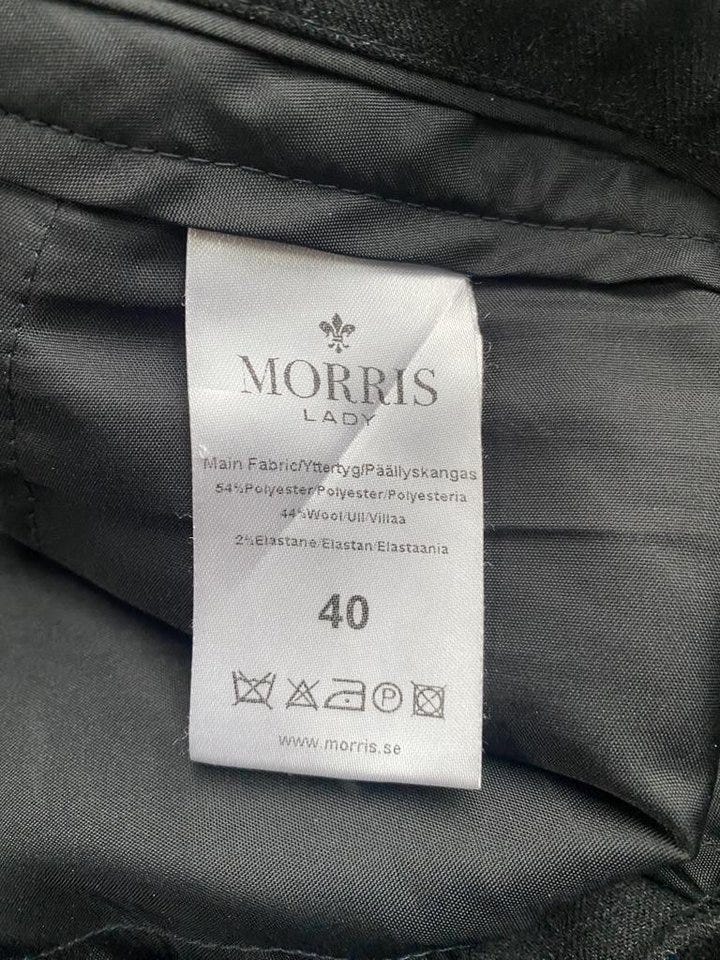 MORRIS
LADY
Main Fabric/Yttertyg/Päällyskangas
54%Polyester/Polyester/Polyesteria
44%Wool/Ull/Villaa
2%Elastane/Elastan/Elastaania
40
P
www.morris.se